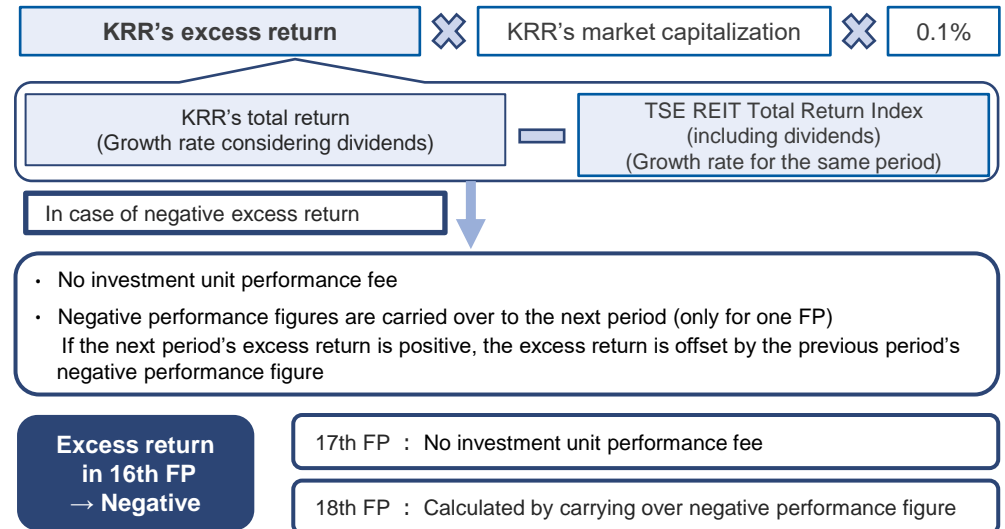 KRR’s excess return
KRR’s market capitalization
0.1%
KRR’s total return
(Growth rate considering dividends)
TSE REIT Total Return Index
(including dividends)
(Growth rate for the same period)
In case of negative excess return
・ No investment unit performance fee
・ Negative performance figures are carried over to the next period (only for one FP)
If the next period’s excess return is positive, the excess return is offset by the previous period’s
negative performance figure
Excess return
in 16th FP
→ Negative
17th FP : No investment unit performance fee
18th FP : Calculated by carrying over negative performance figure